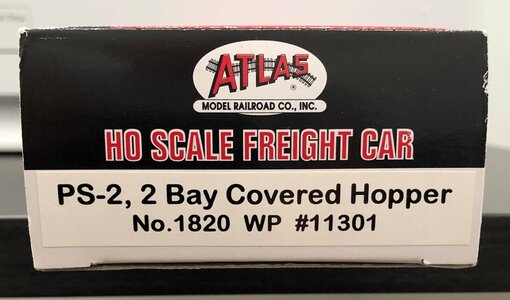 ATLAS
®
MODEL RAILROAD CO., INC.
HO SCALE FREIGHT CAR
PS-2, 2 Bay Covered Hopper
No.1820 WP #11301